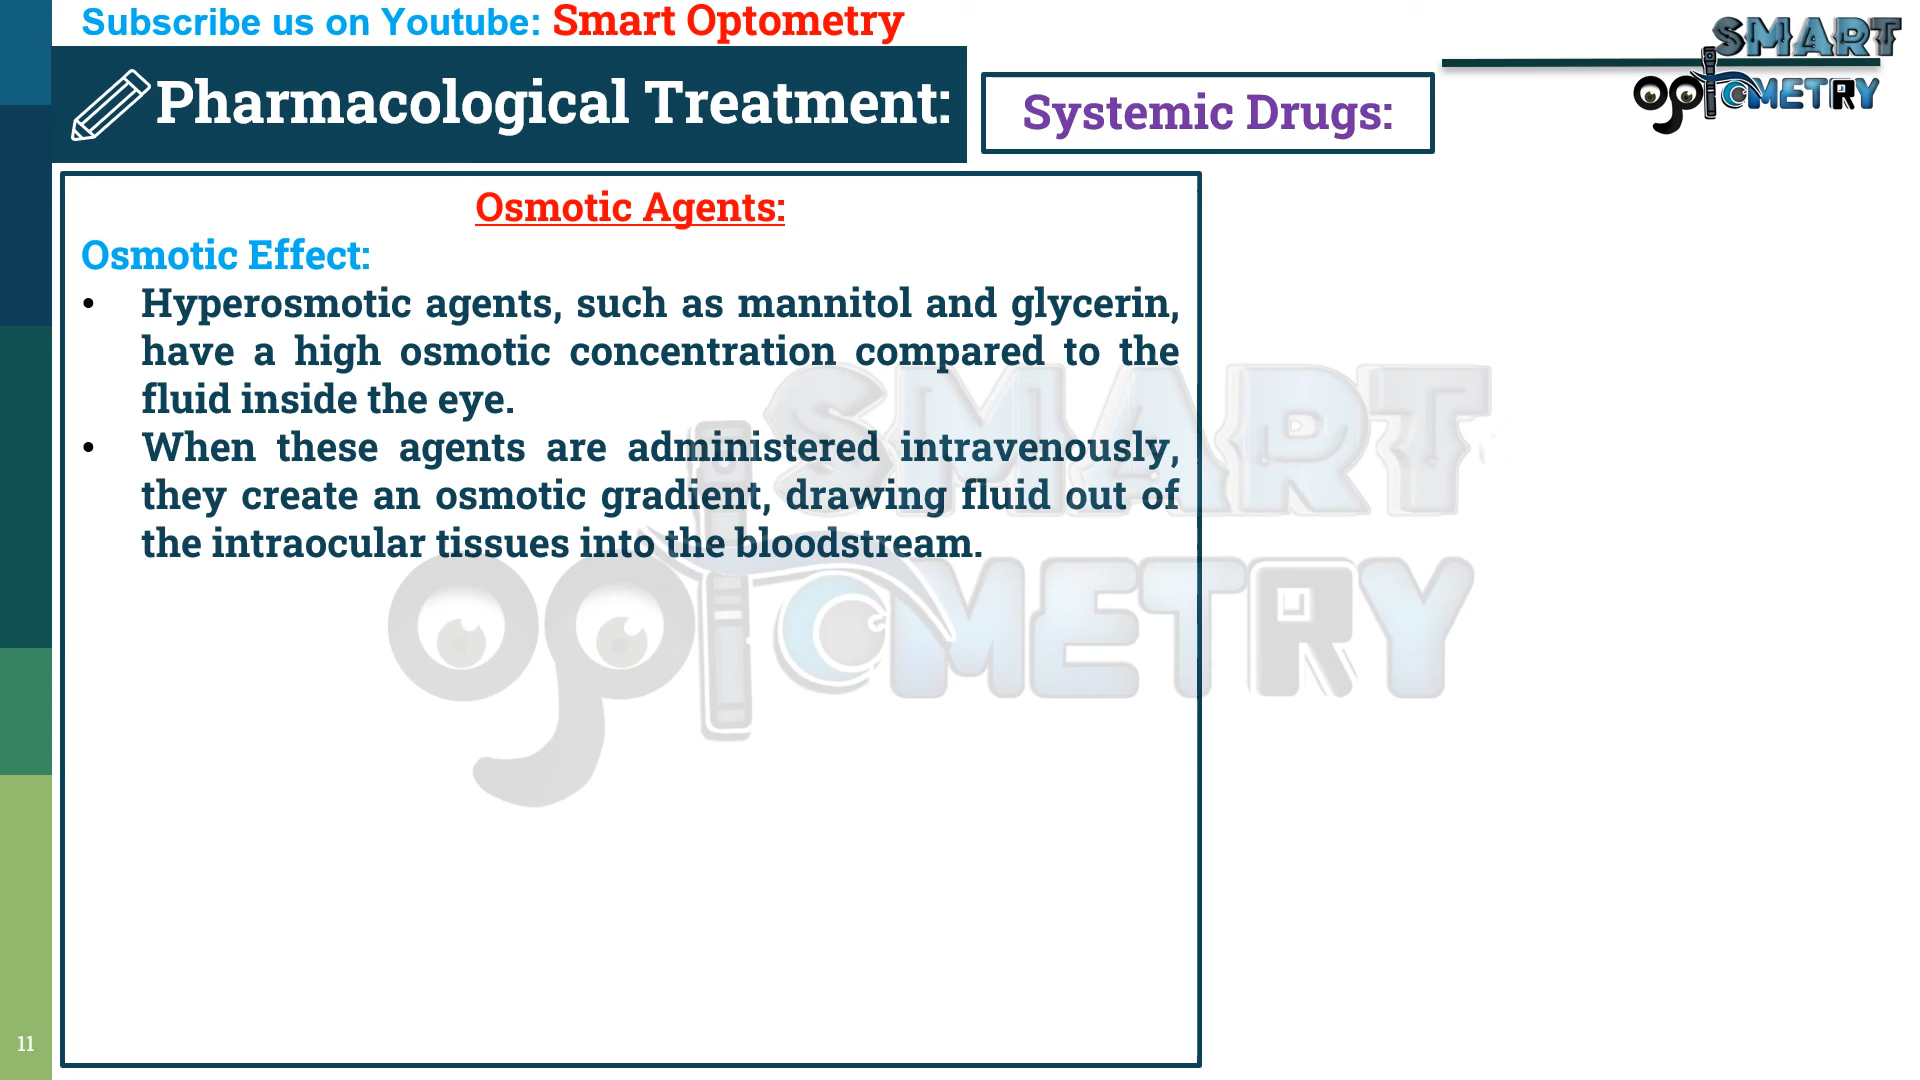 Subscribe us on Youtube: Smart Optometry
SMART
OptOMETRY
Pharmacological Treatment:
Systemic Drugs:
Osmotic Agents:
Osmotic Effect:
• Hyperosmotic agents, such as mannitol and glycerin,
have a high osmotic concentration compared to the
fluid inside the eye.
• When these agents are administered intravenously,
they create an osmotic gradient, drawing fluid out of
the intraocular tissues into the bloodstream.
SMART
OptOMETRY
11